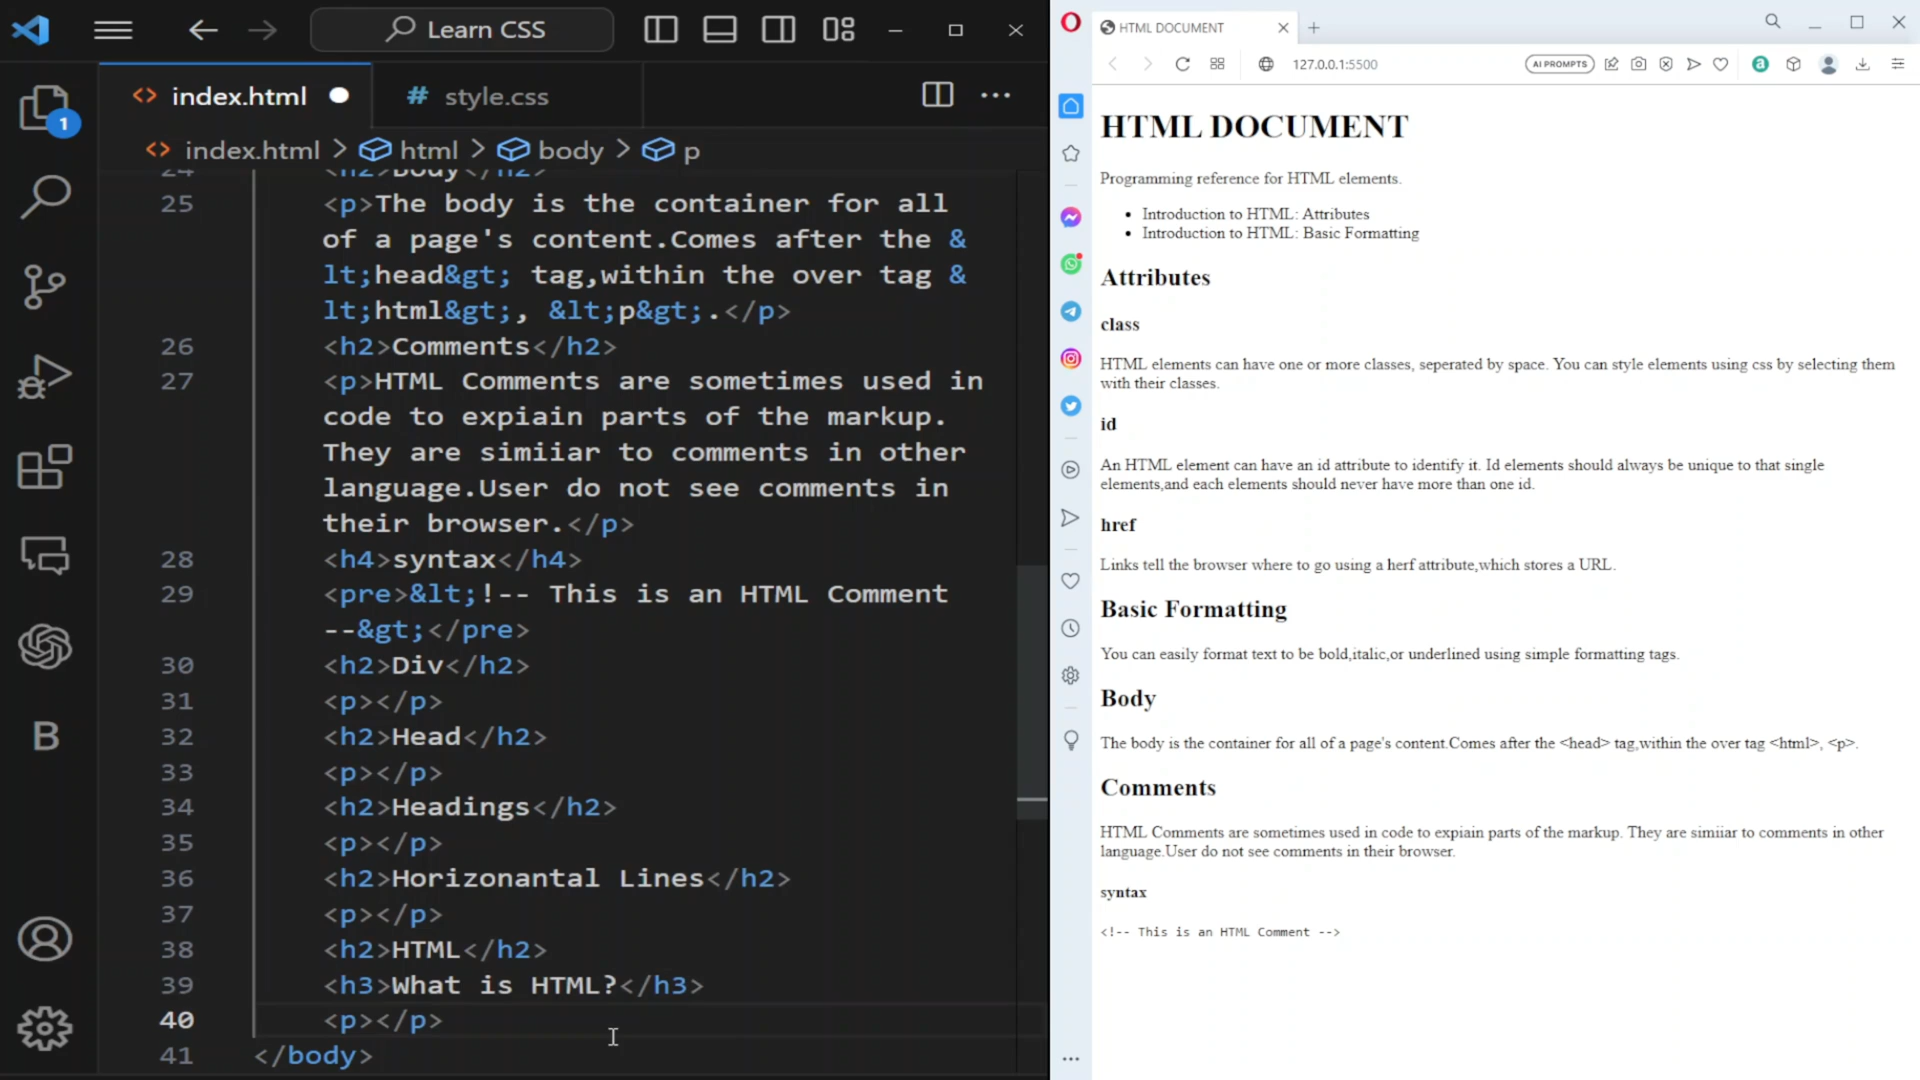 Learn CSS
index.html
# style.css
...
index.html > html > body > p
24 <h2>Body</h2>
25 <p>The body is the container for all
of a page's content.Comes after the &
lt;head&gt; tag,within the over tag &
lt;html&gt;, &lt;p&gt;.</p>
26 <h2>Comments</h2>
27 <p>HTML Comments are sometimes used in
code to expiain parts of the markup.
They are simiiar to comments in other
language.User do not see comments in
their browser.</p>
28 <h4>syntax</h4>
29 <pre>&lt;!-- This is an HTML Comment
--&gt;</pre>
30 <h2>Div</h2>
31 <p></p>
32 <h2>Head</h2>
33 <p></p>
34 <h2>Headings</h2>
35 <p></p>
36 <h2>Horizonantal Lines</h2>
37 <p></p>
38 <h2>HTML</h2>
39 <h3>What is HTML?</h3>
40 <p></p>
41 </body>
1
B
HTML DOCUMENT
127.0.0.1:5500
AI PROMPTS
a
HTML DOCUMENT
Programming reference for HTML elements.
• Introduction to HTML: Attributes
• Introduction to HTML: Basic Formatting
Attributes
class
HTML elements can have one or more classes, seperated by space. You can style elements using css by selecting them
with their classes.
id
An HTML element can have an id attribute to identify it. Id elements should always be unique to that single
elements,and each elements should never have more than one id.
href
Links tell the browser where to go using a herf attribute,which stores a URL.
Basic Formatting
You can easily format text to be bold,italic,or underlined using simple formatting tags.
Body
The body is the container for all of a page's content.Comes after the <head> tag,within the over tag <html>, <p>.
Comments
HTML Comments are sometimes used in code to expiain parts of the markup. They are simiiar to comments in other
language.User do not see comments in their browser.
syntax
<!-- This is an HTML Comment -->